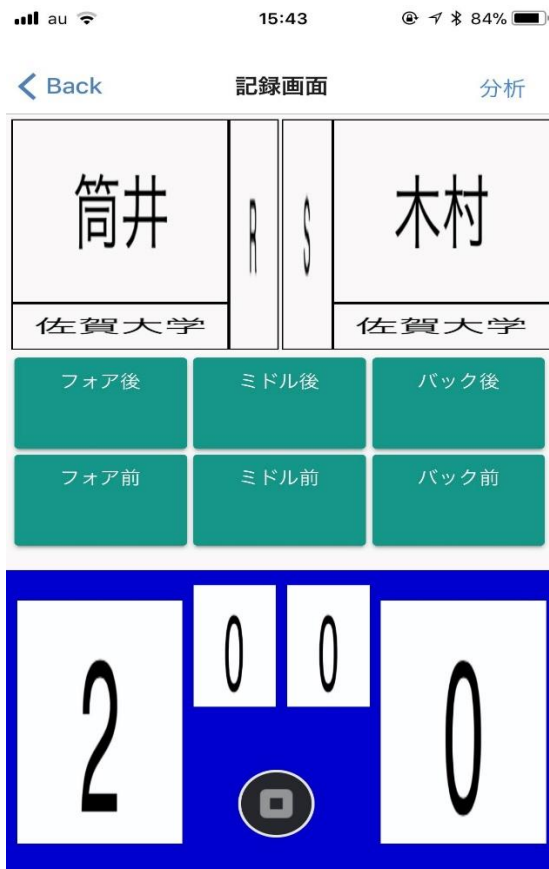 au 15:43 84%
Back 記録画面 分析
筒井 R S 木村
佐賀大学 佐賀大学
フォア後 ミドル後 バック後
フォア前 ミドル前 バック前
2 0 0 0